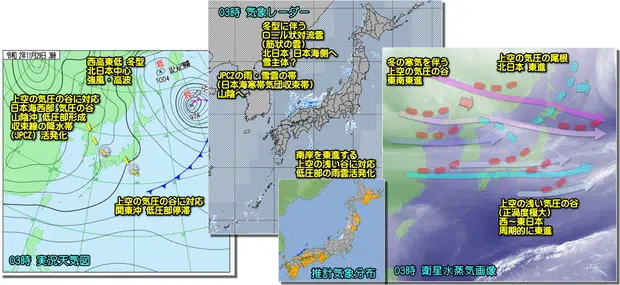 令和 2年11月29日 3時
西高東低 冬型
北日本中心
強風・高波
低
1004
低
974
上空の気圧の谷に対応
日本海西部 気圧の谷
山陰沖 低圧部形成
収束線の降水帯
(JPCZ) 活発化
上空の気圧の谷に対応
関東沖 低圧部停滞
03時 実況天気図
03時 気象レーダー
冬型に伴う
ロール状対流雲
(筋状の雲)
北日本 日本海側へ
雪主体?
JPCZの雨・雪雲の帯
(日本海寒帯気団収束帯)
山陰へ
南岸を東進する
上空の浅い谷に対応
低圧部の雨雲活発化
推計気象分布
冬の寒気を伴う
上空の気圧の谷
東南東進
上空の気圧の尾根
北日本 東進
上空の浅い気圧の谷
(正渦度極大)
西～東日本
周期的に東進
03時 衛星水蒸気画像